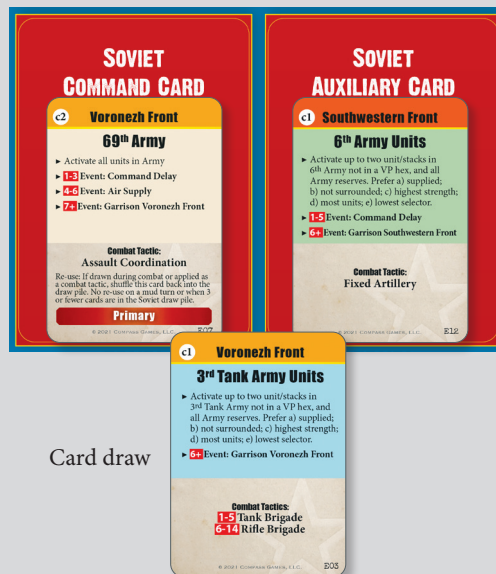 SOVIET
COMMAND CARD
c2 Voronezh Front
69th Army
► Activate all units in Army
► 1-3 Event: Command Delay
► 4-6 Event: Air Supply
► 7+ Event: Garrison Voronezh Front
Combat Tactic:
Assault Coordination
Re-use: If drawn during combat or applied as
a combat tactic, shuffle this card back into the
draw pile. No re-use on a mud turn or when 3
or fewer cards are in the Soviet draw pile.
Primary
© 2021 COMPASS GAMES, LLC. E07
SOVIET
AUXILIARY CARD
c1 Southwestern Front
6th Army Units
► Activate up to two unit/stacks in
6th Army not in a VP hex, and all
Army reserves. Prefer a) supplied;
b) not surrounded; c) highest strength;
d) most units; e) lowest selector.
► 1-5 Event: Command Delay
► 6+ Event: Garrison Southwestern Front
Combat Tactic:
Fixed Artillery
© 2021 COMPASS GAMES, LLC. E12
Card draw
c1 Voronezh Front
3rd Tank Army Units
► Activate up to two unit/stacks in
3rd Tank Army not in a VP hex, and
all Army reserves. Prefer a) supplied;
b) not surrounded; c) highest strength;
d) most units; e) lowest selector.
► 6+ Event: Garrison Voronezh Front
Combat Tactics:
1-5 Tank Brigade
6-14 Rifle Brigade
© 2021 COMPASS GAMES, LLC. E03